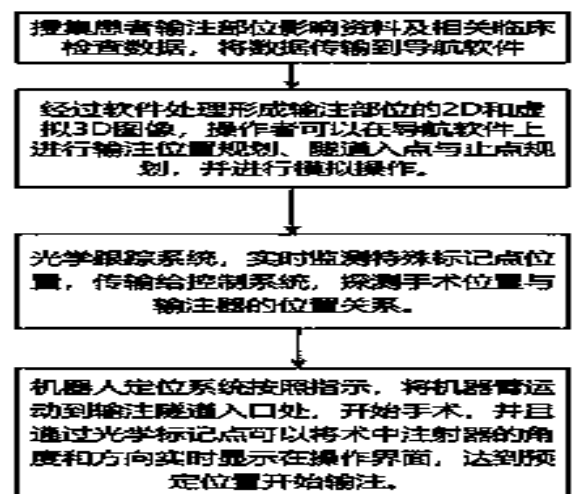 搜集患者输注部位影响资料及相关临床
检查数据，将数据传输到导航软件
经过软件处理形成输注部位的2D和虚
拟3D图像，操作者可以在导航软件上
进行输注位置规划、隧道入点与止点规
划，并进行模拟操作。
光学跟踪系统，实时监测特殊标记点位
置，传输给控制系统，探测手术位置与
输注器的位置关系。
机器人定位系统按照指示，将机器臂运
动到输注隧道入口处，开始手术，并且
通过光学标记点可以将术中注射器的角
度和方向实时显示在操作界面，达到预
定位置开始输注。